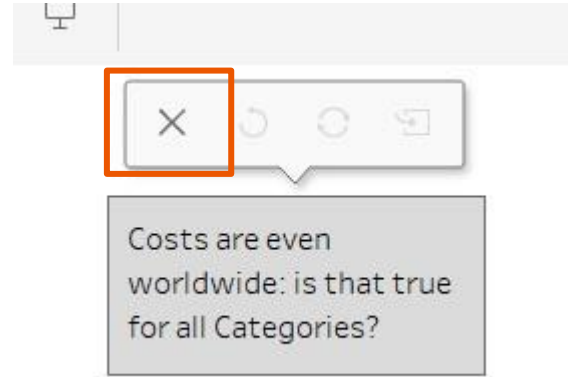 Costs are even
worldwide: is that true
for all Categories?